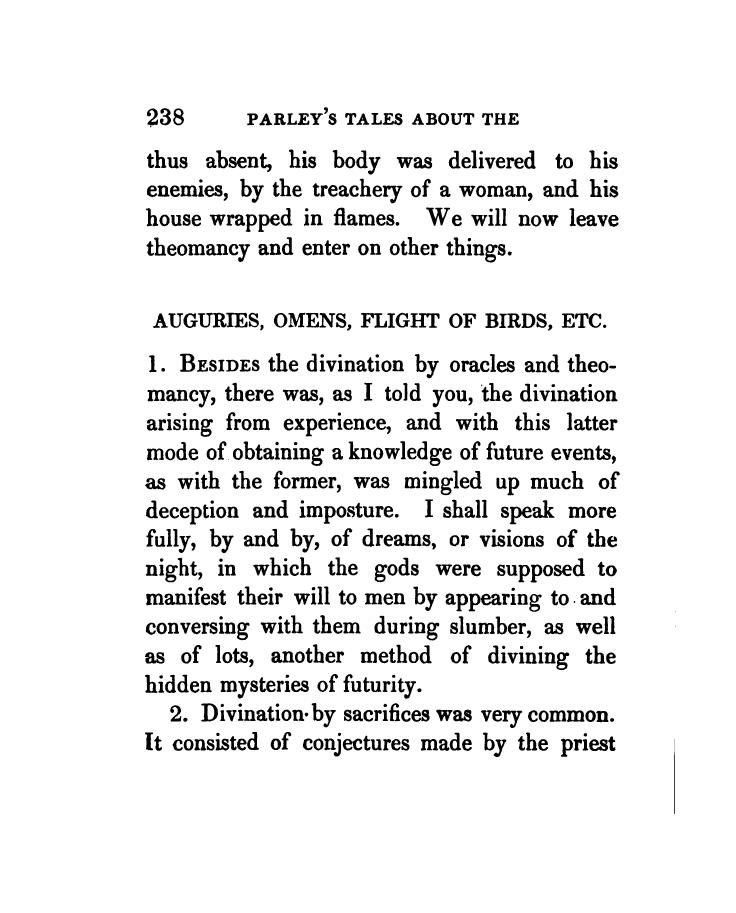 238 PARLEY'S TALES ABOUT THE
thus absent, his body was delivered to his
enemies, by the treachery of a woman, and his
house wrapped in flames. We will now leave
theomancy and enter on other things.
AUGURIES, OMENS, FLIGHT OF BIRDS, ETC.
1. BESIDES the divination by oracles and theo-
mancy, there was, as I told you, the divination
arising from experience, and with this latter
mode of obtaining a knowledge of future events,
as with the former, was mingled up much of
deception and imposture. I shall speak more
fully, by and by, of dreams, or visions of the
night, in which the gods were supposed to
manifest their will to men by appearing to and
conversing with them during slumber, as well
as of lots, another method of divining the
hidden mysteries of futurity.
2. Divination by sacrifices was very common.
It consisted of conjectures made by the priest